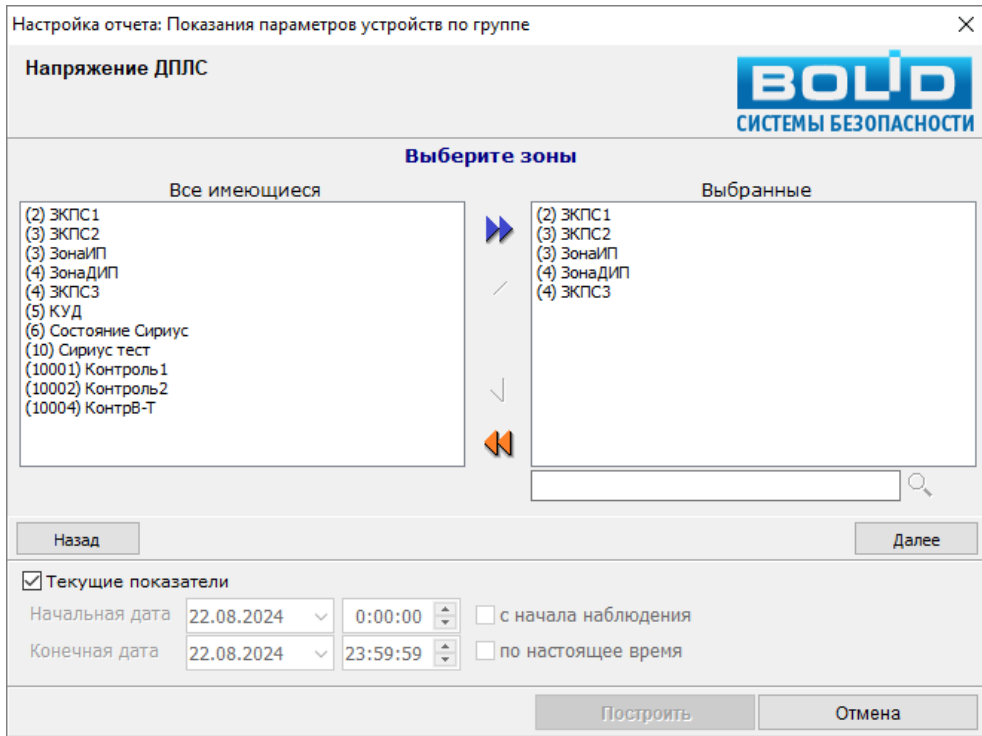 Настройка отчета: Показания параметров устройств по группе
Напряжение ДПЛС
BOLID
СИСТЕМЫ БЕЗОПАСНОСТИ
Выберите зоны
Все имеющиеся
(2) ЗКПС1
(3) ЗКПС2
(3) ЗонаИП
(4) ЗонаДИП
(4) ЗКПС3
(5) КУД
(6) Состояние Сириус
(10) Сириус тест
(10001) Контроль1
(10002) Контроль2
(10004) КонтрВ-Т
Выбранные
(2) ЗКПС1
(3) ЗКПС2
(3) ЗонаИП
(4) ЗонаДИП
(4) ЗКПС3
Назад
Далее
Текущие показатели
Начальная дата 22.08.2024 0:00:00 с начала наблюдения
Конечная дата 22.08.2024 23:59:59 по настоящее время
Построить
Отмена